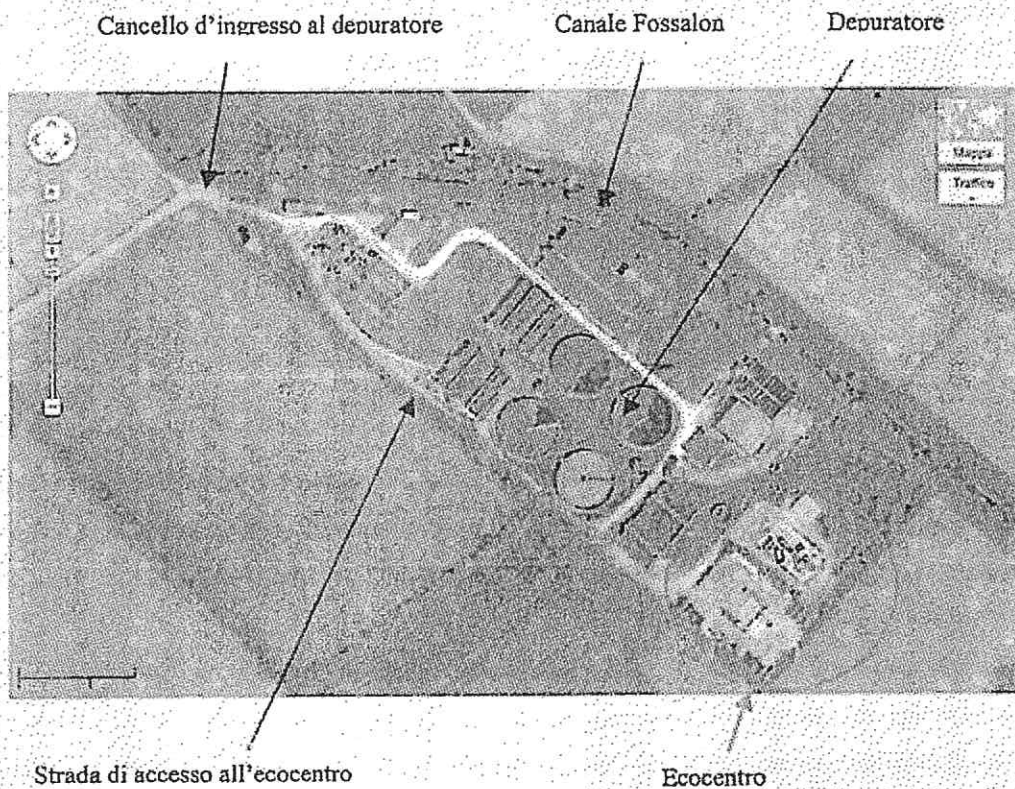 Cancello d'ingresso al depuratore
Canale Fossalon
Depuratore
Mappa
Traffico
Strada di accesso all'ecocentro
Ecocentro